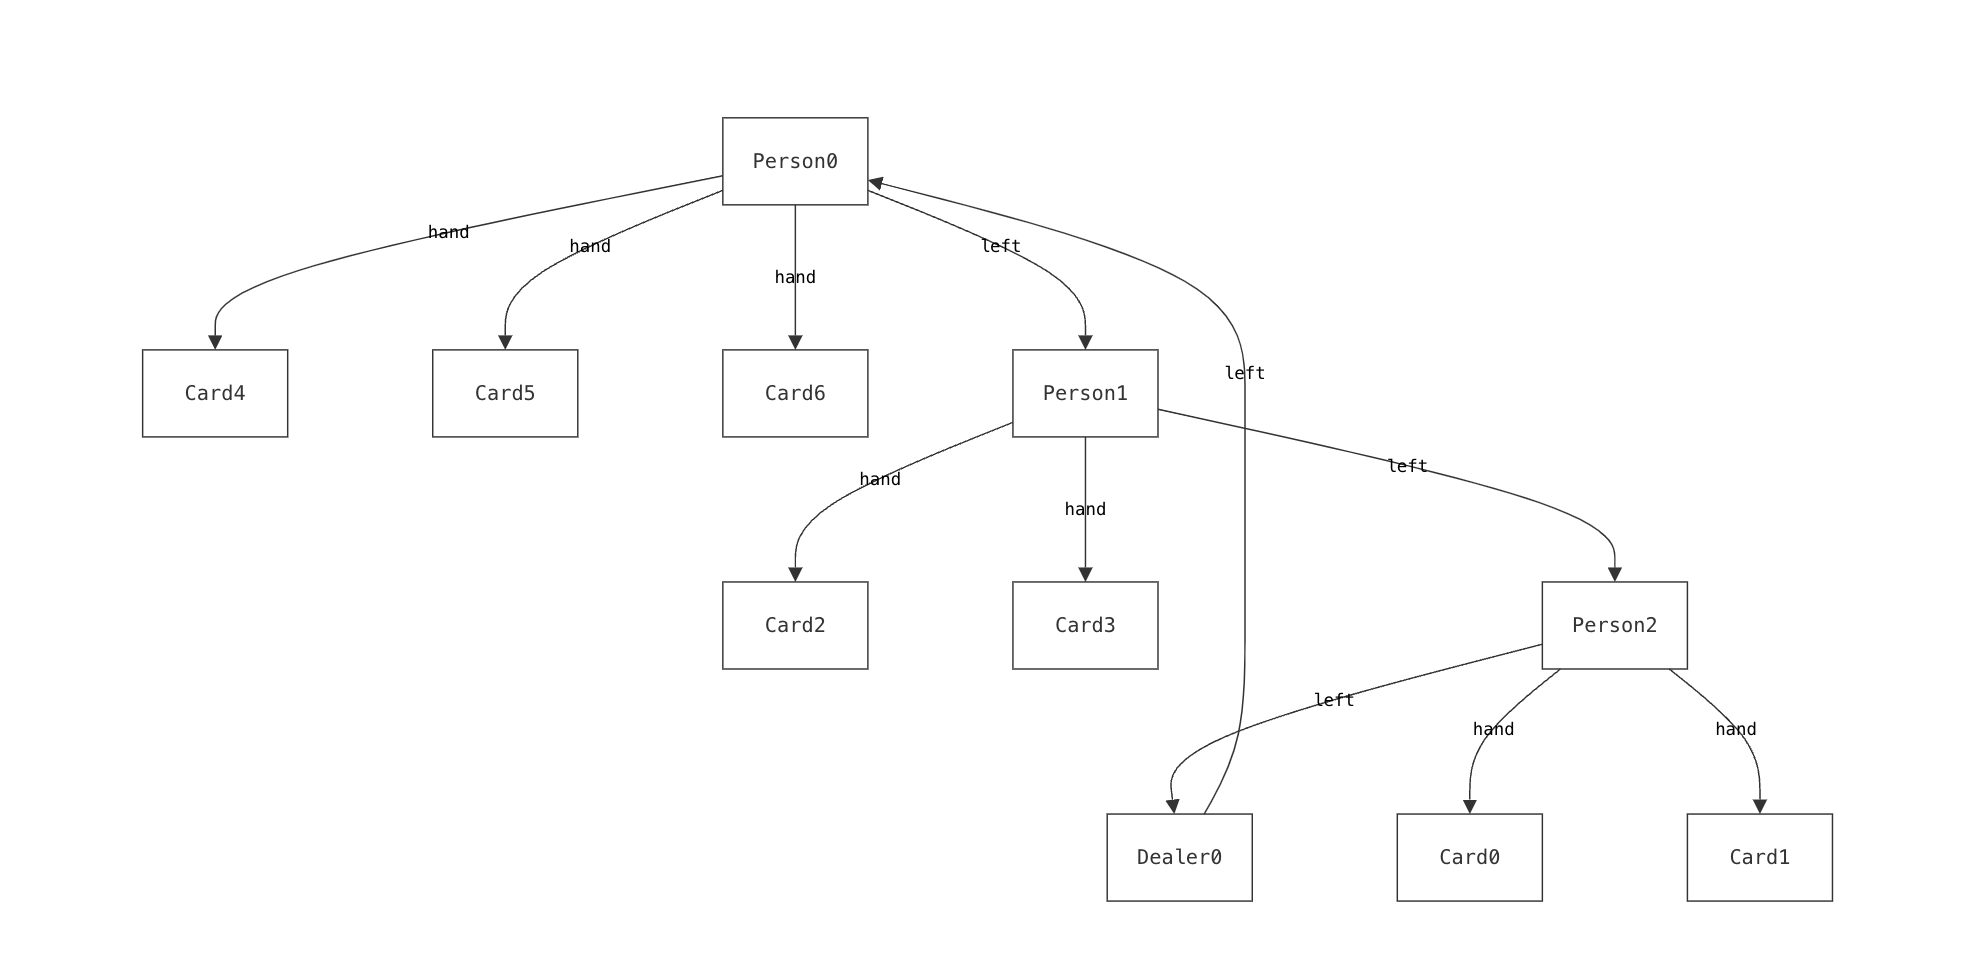 Person0
hand
hand
left
hand
left
Card4
Card5
Card6
Person1
left
hand
hand
Card2
Card3
Person2
left
hand
hand
Dealer0
Card0
Card1